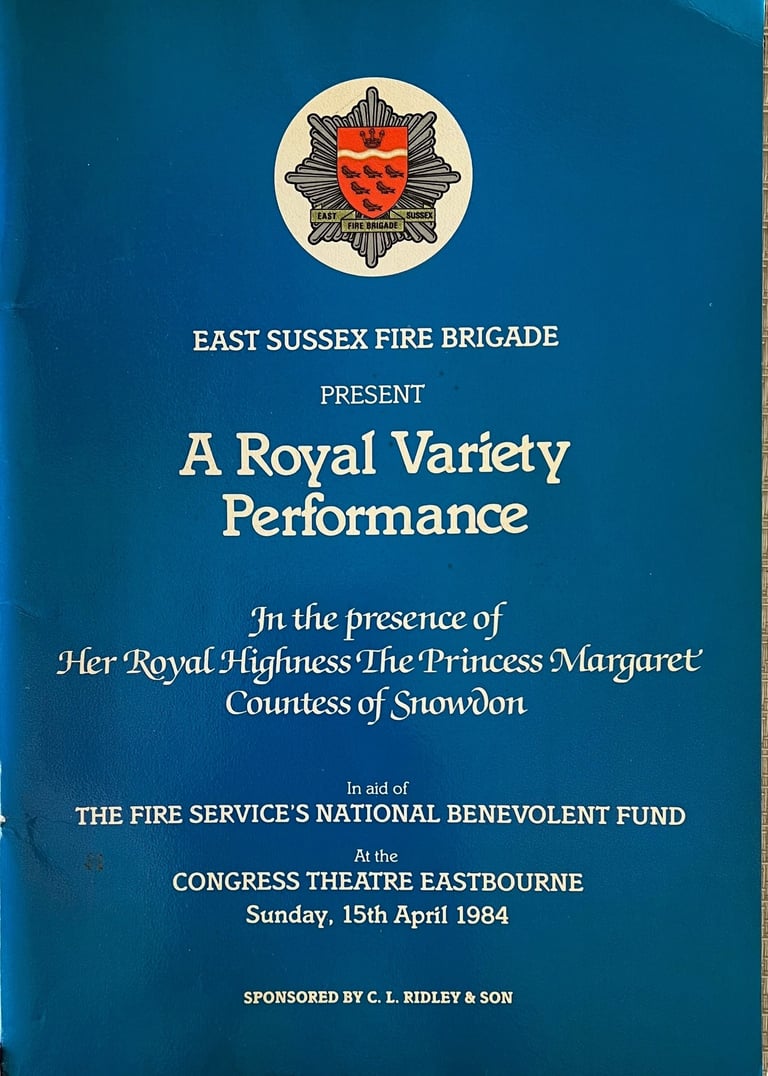 EAST SUSSEX
FIRE BRIGADE
EAST SUSSEX FIRE BRIGADE
PRESENT
A Royal Variety
Performance
In the presence of
Her Royal Highness The Princess Margaret
Countess of Snowdon
In aid of
THE FIRE SERVICE'S NATIONAL BENEVOLENT FUND
At the
CONGRESS THEATRE EASTBOURNE
Sunday, 15th April 1984
SPONSORED BY C. L. RIDLEY & SON